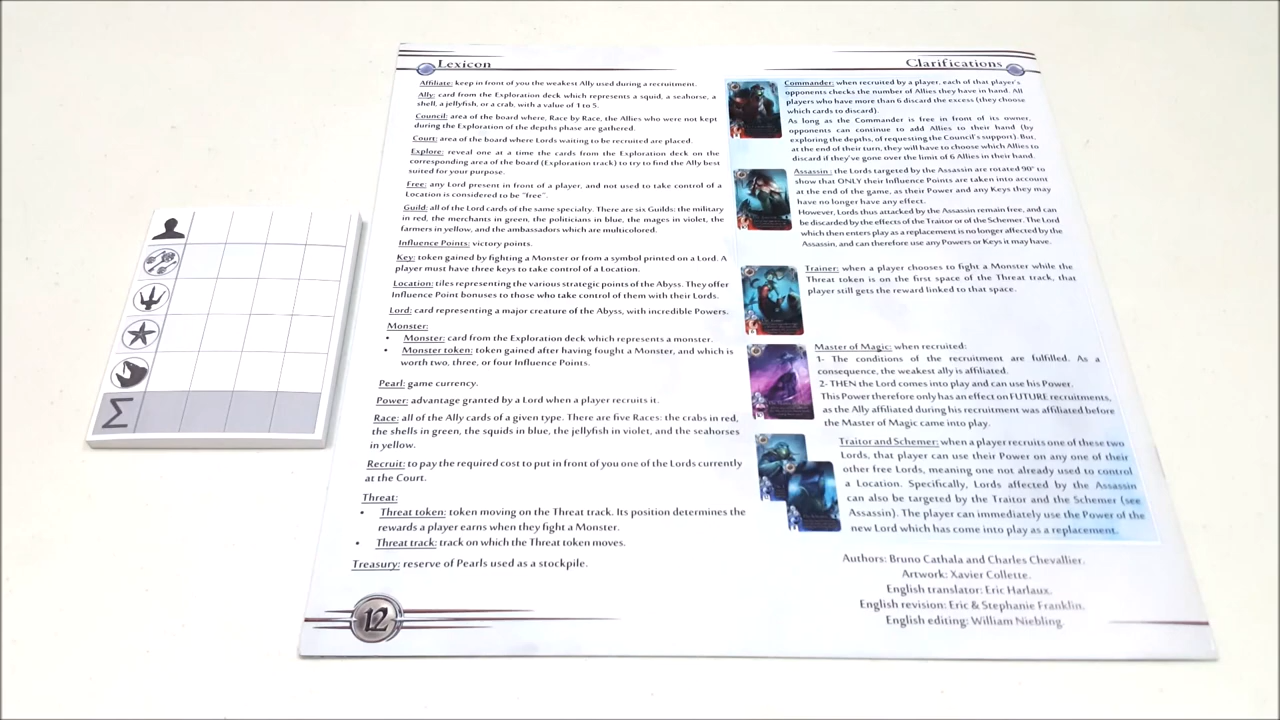 Lexicon
Affiliate: keep in front of you the weakest Ally used during a recruitment.
Ally: card from the Exploration deck which represents a squid, a seahorse, a
shell, a jellyfish, or a crab, with a value of 1 to 5.
Council: area of the board where, Race by Race, the Allies who were not kept
during the Exploration of the depths phase are gathered.
Court: area of the board where Lords waiting to be recruited are placed.
Explore: reveal one at a time the cards from the Exploration deck on the
corresponding area of the board (Exploration track) to try to find the Ally best
suited for your purpose.
Free: any Lord present in front of a player, and not used to take control of a
Location is considered to be "free".
Guild: all of the Lord cards of the same specialty. There are six Guilds: the military
in red, the merchants in green, the politicians in blue, the mages in violet, the
farmers in yellow, and the ambassadors which are multicolored.
Influence Points: victory points.
Key: token gained by fighting a Monster or from a symbol printed on a Lord. A
player must have three keys to take control of a Location.
Location: tiles representing the various strategic points of the Abyss. They offer
Influence Point bonuses to those who take control of them with their Lords.
Lord: card representing a major creature of the Abyss, with incredible Powers.
Monster:
• Monster: card from the Exploration deck which represents a monster.
• Monster token: token gained after having fought a Monster, and which is
worth two, three, or four Influence Points.
Pearl: game currency.
Power: advantage granted by a Lord when a player recruits it.
Race: all of the Ally cards of a given type. There are five Races: the crabs in red,
the shells in green, the squids in blue, the jellyfish in violet, and the seahorses
in yellow.
Recruit: to pay the required cost to put in front of you one of the Lords currently
at the Court.
Threat:
• Threat token: token moving on the Threat track. Its position determines the
rewards a player earns when they fight a Monster.
• Threat track: track on which the Threat token moves.
Treasury: reserve of Pearls used as a stockpile.
12
Clarifications
Commander: when recruited by a player, each of that player's
opponents checks the number of Allies they have in hand. All
players who have more than 6 discard the excess (they choose
which cards to discard).
As long as the Commander is free in front of its owner,
opponents can continue to add Allies to their hand (by
exploring the depths, of requesting the Council's support). But,
at the end of their turn, they will have to choose which Allies to
discard if they've gone over the limit of 6 Allies in their hand.
Assassin : the Lords targeted by the Assassin are rotated 90° to
show that ONLY their Influence Points are taken into account
at the end of the game, as their Power and any Keys they may
have no longer have any effect.
However, Lords thus attacked by the Assassin remain free, and can
be discarded by the effects of the Traitor or of the Schemer. The Lord
which then enters play as a replacement is no longer affected by the
Assassin, and can therefore use any Powers or Keys it may have.
Trainer: when a player chooses to fight a Monster while the
Threat token is on the first space of the Threat track, that
player still gets the reward linked to that space.
Master of Magic: when recruited:
1- The conditions of the recruitment are fulfilled. As a
consequence, the weakest ally is affiliated.
2- THEN the Lord comes into play and can use his Power.
This Power therefore only has an effect on FUTURE recruitments,
as the Ally affiliated during his recruitment was affiliated before
the Master of Magic came into play.
Traitor and Schemer: when a player recruits one of these two
Lords, that player can use their Power on any one of their
other free Lords, meaning one not already used to control
a Location. Specifically, Lords affected by the Assassin
can also be targeted by the Traitor and the Schemer (see
Assassin). The player can immediately use the Power of the
new Lord which has come into play as a replacement.
Authors: Bruno Cathala and Charles Chevallier.
Artwork: Xavier Collette.
English translator: Eric Harlaux.
English revision: Eric & Stephanie Franklin.
English editing: William Niebling.
Σ